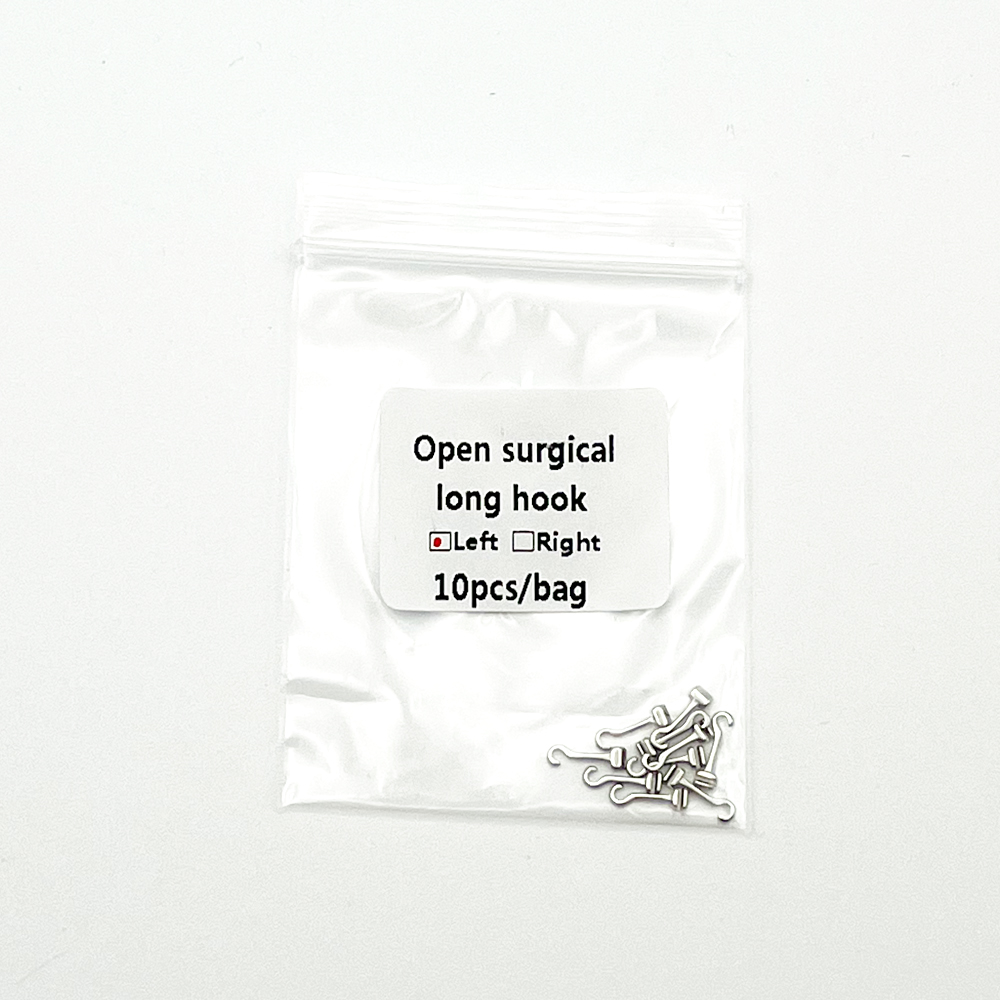 Open surgical
long hook
Left Right
10pcs/bag